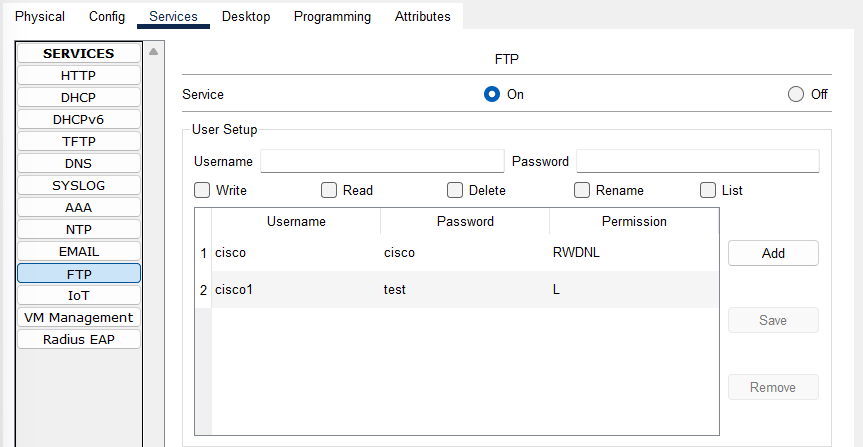 Physical Config Services Desktop Programming Attributes
SERVICES
HTTP
DHCP
DHCPv6
TFTP
DNS
SYSLOG
AAA
NTP
EMAIL
FTP
IoT
VM Management
Radius EAP
FTP
Service On Off
User Setup
Username Password
Write Read Delete Rename List
Username Password Permission
1 cisco cisco RWDNL
2 cisco1 test L
Add
Save
Remove